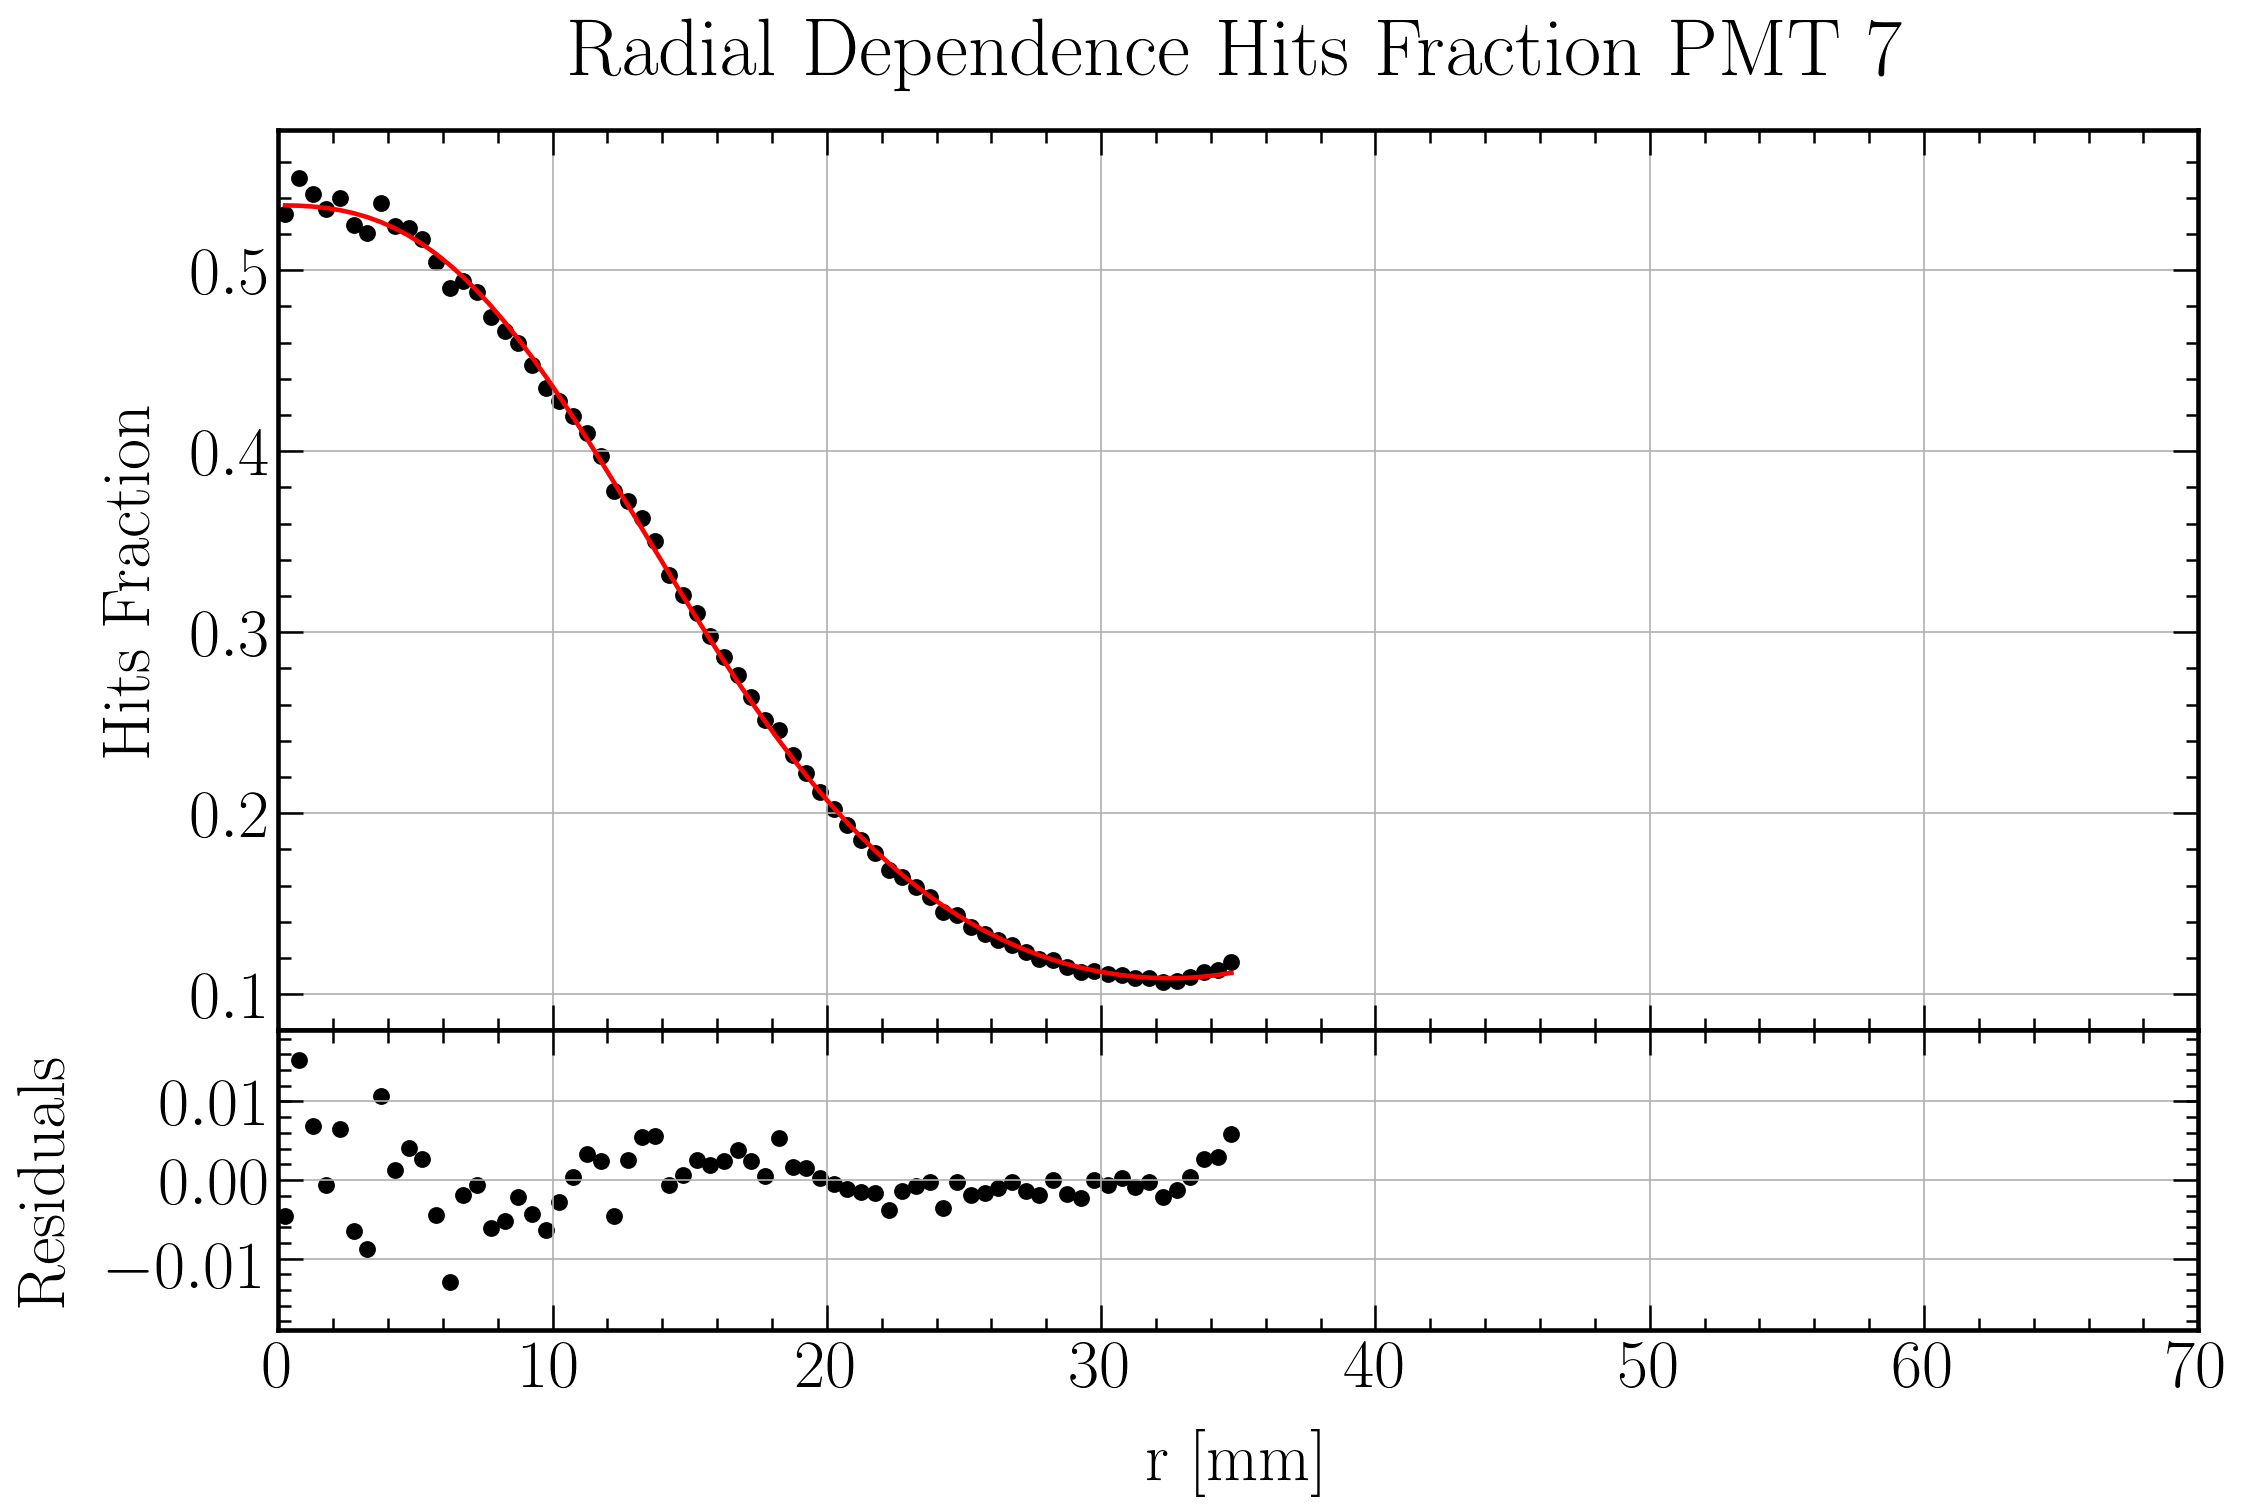 Radial Dependence Hits Fraction PMT 7
Hits Fraction
0.5
0.4
0.3
0.2
0.1
Residuals
0.01
0.00
−0.01
0 10 20 30 40 50 60 70
r [mm]